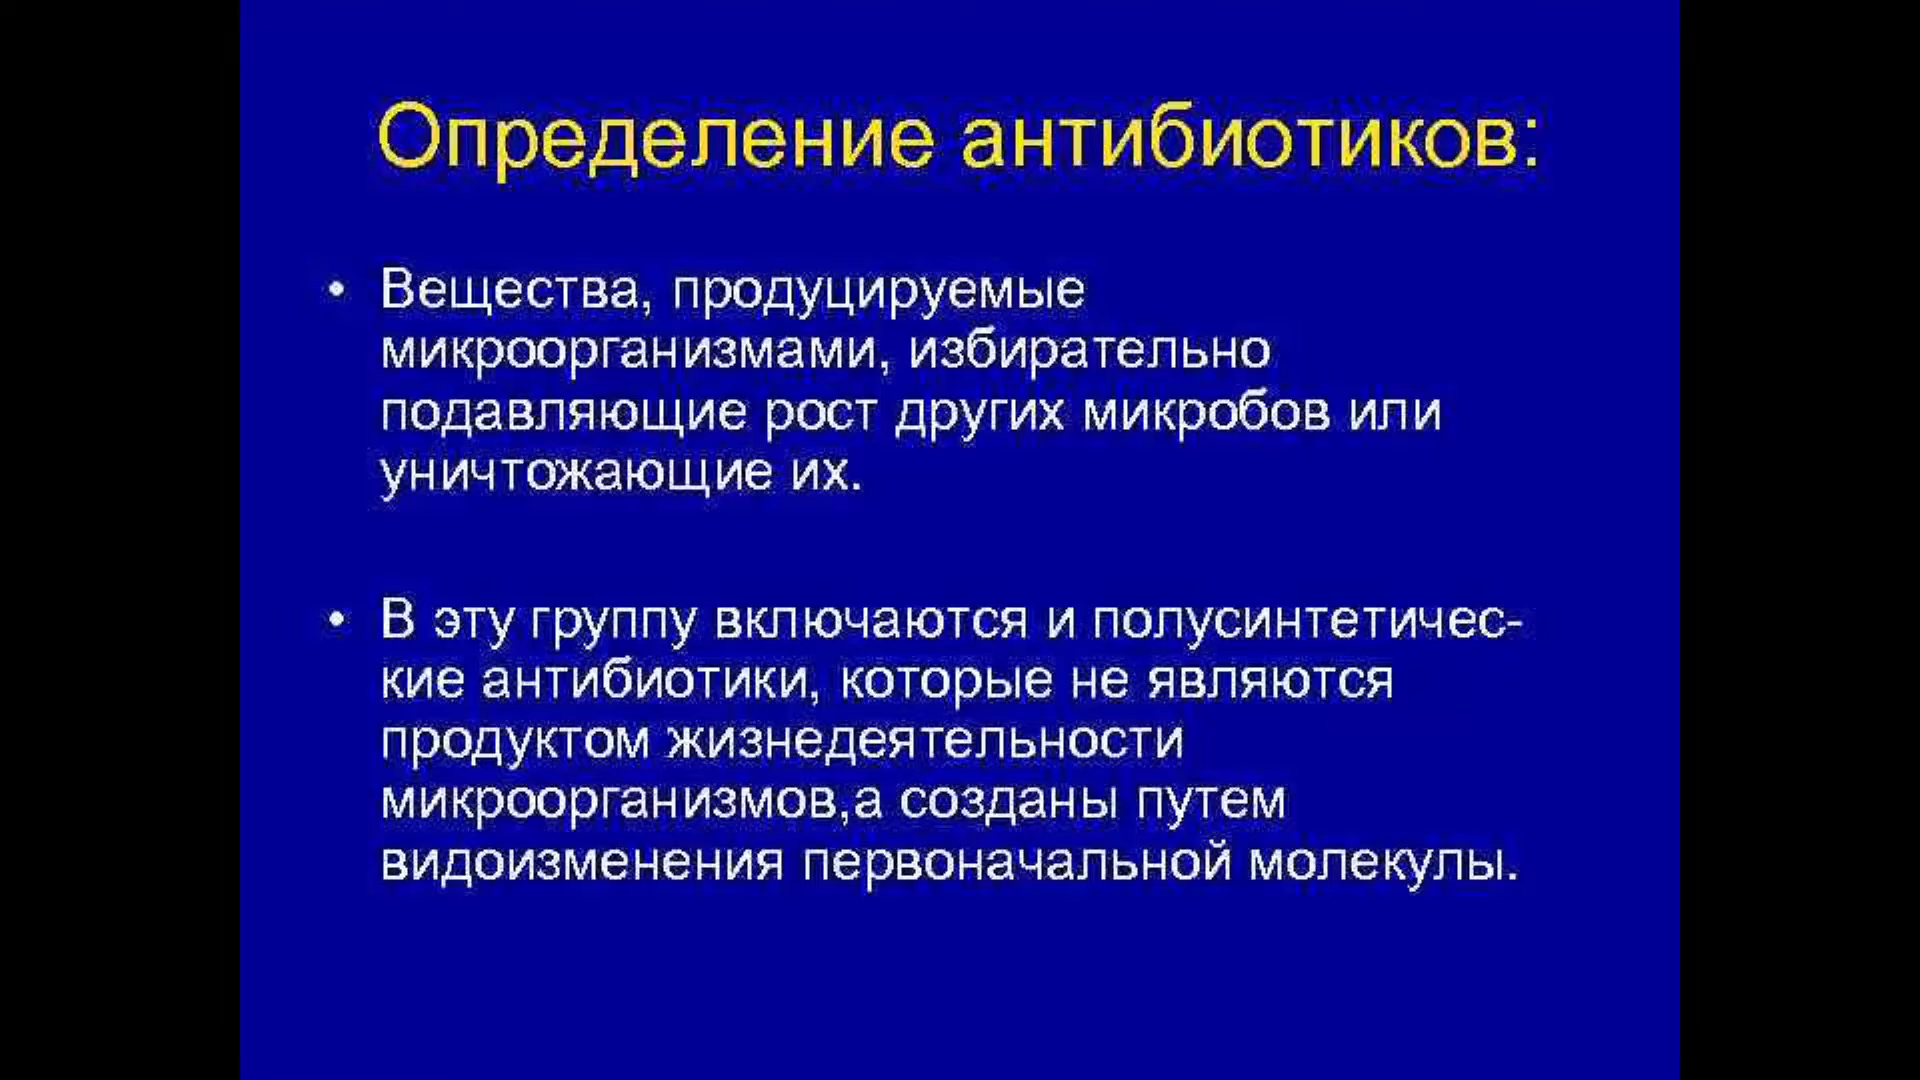 Определение антибиотиков:
• Вещества, продуцируемые
микроорганизмами, избирательно
подавляющие рост других микробов или
уничтожающие их.
• В эту группу включаются и полусинтетичес-
кие антибиотики, которые не являются
продуктом жизнедеятельности
микроорганизмов,а созданы путем
видоизменения первоначальной молекулы.